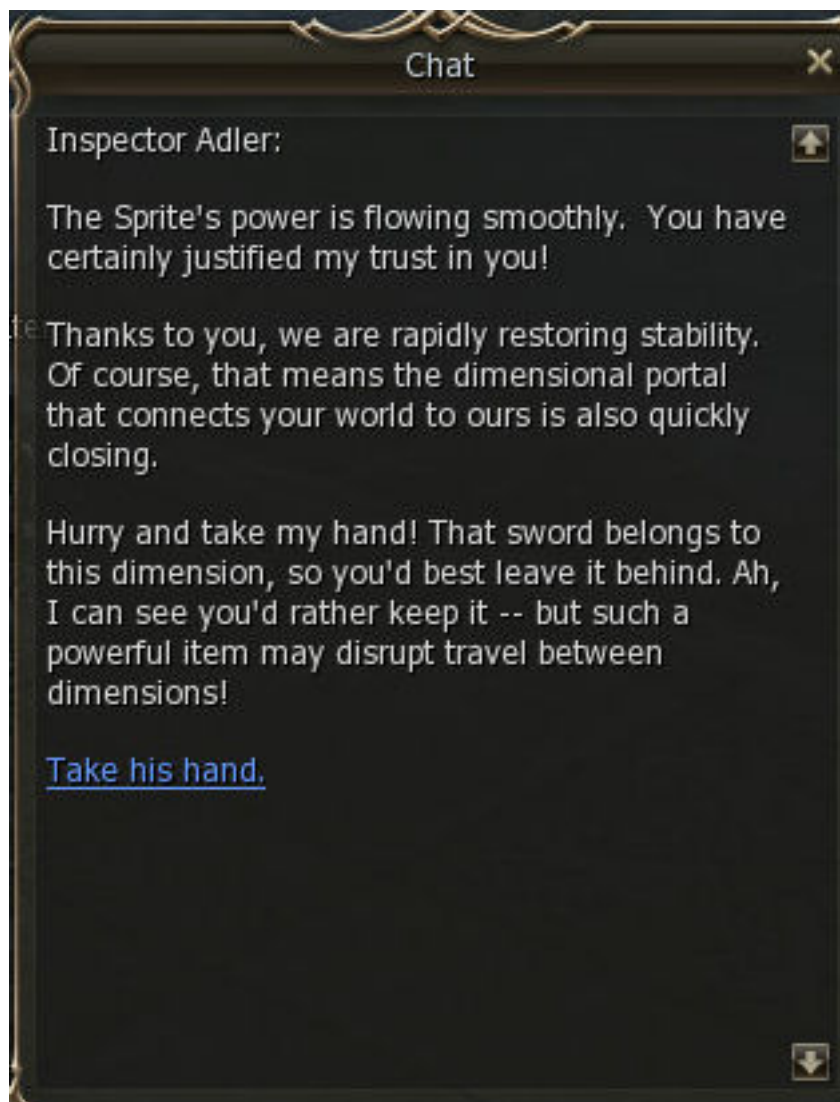 Chat
Inspector Adler:
The Sprite's power is flowing smoothly.  You have
certainly justified my trust in you!
Thanks to you, we are rapidly restoring stability.
Of course, that means the dimensional portal
that connects your world to ours is also quickly
closing.
Hurry and take my hand! That sword belongs to
this dimension, so you'd best leave it behind. Ah,
I can see you'd rather keep it -- but such a
powerful item may disrupt travel between
dimensions!
Take his hand.